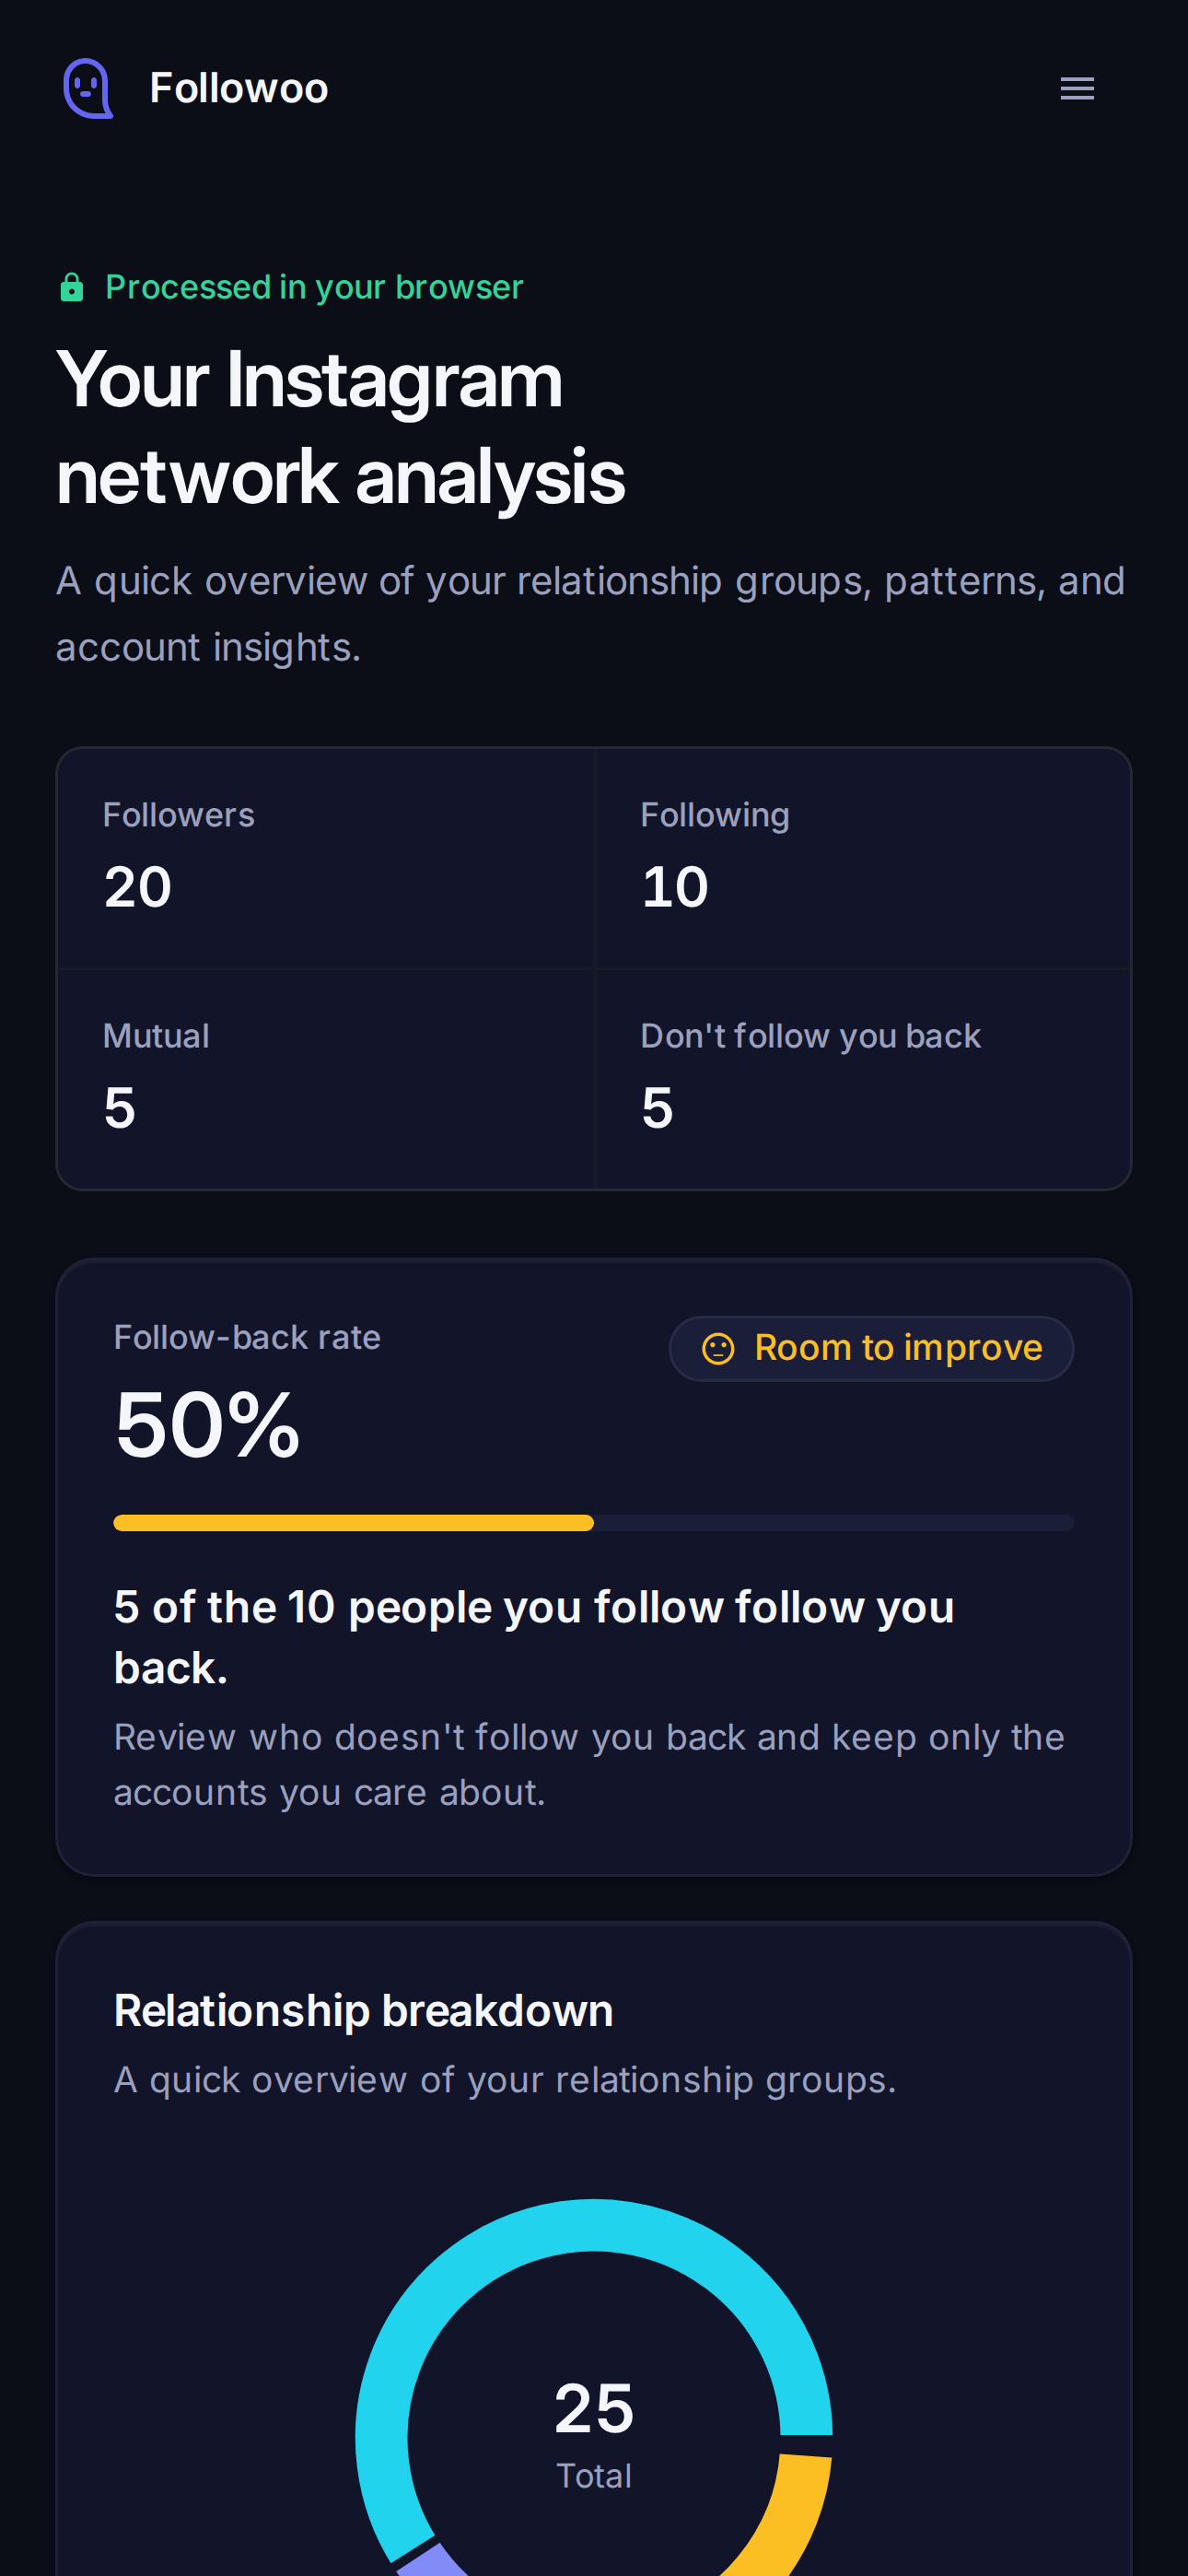 Followoo
Processed in your browser
Your Instagram
network analysis
A quick overview of your relationship groups, patterns, and
account insights.
Followers
20
Following
10
Mutual
5
Don't follow you back
5
Follow-back rate
50%
Room to improve
5 of the 10 people you follow follow you
back.
Review who doesn't follow you back and keep only the
accounts you care about.
Relationship breakdown
A quick overview of your relationship groups.
25
Total